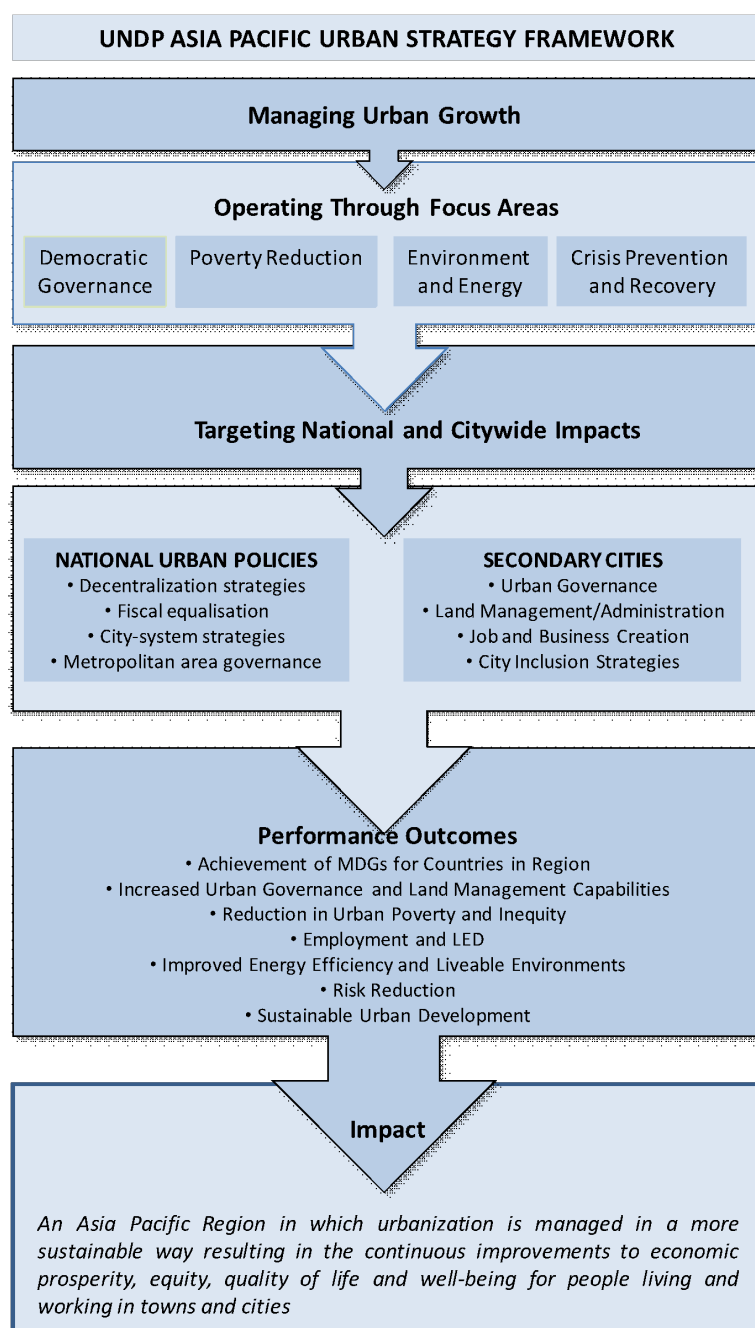 UNDP ASIA PACIFIC URBAN STRATEGY FRAMEWORK
Managing Urban Growth
Operating Through Focus Areas
Democratic
Governance
Poverty Reduction
Environment
and Energy
Crisis Prevention
and Recovery
Targeting National and Citywide Impacts
NATIONAL URBAN POLICIES
• Decentralization strategies
• Fiscal equalisation
• City-system strategies
• Metropolitan area governance
SECONDARY CITIES
• Urban Governance
• Land Management/Administration
• Job and Business Creation
• City Inclusion Strategies
Performance Outcomes
• Achievement of MDGs for Countries in Region
• Increased Urban Governance and Land Management Capabilities
• Reduction in Urban Poverty and Inequity
• Employment and LED
• Improved Energy Efficiency and Liveable Environments
• Risk Reduction
• Sustainable Urban Development
Impact
An Asia Pacific Region in which urbanization is managed in a more
sustainable way resulting in the continuous improvements to economic
prosperity, equity, quality of life and well-being for people living and
working in towns and cities